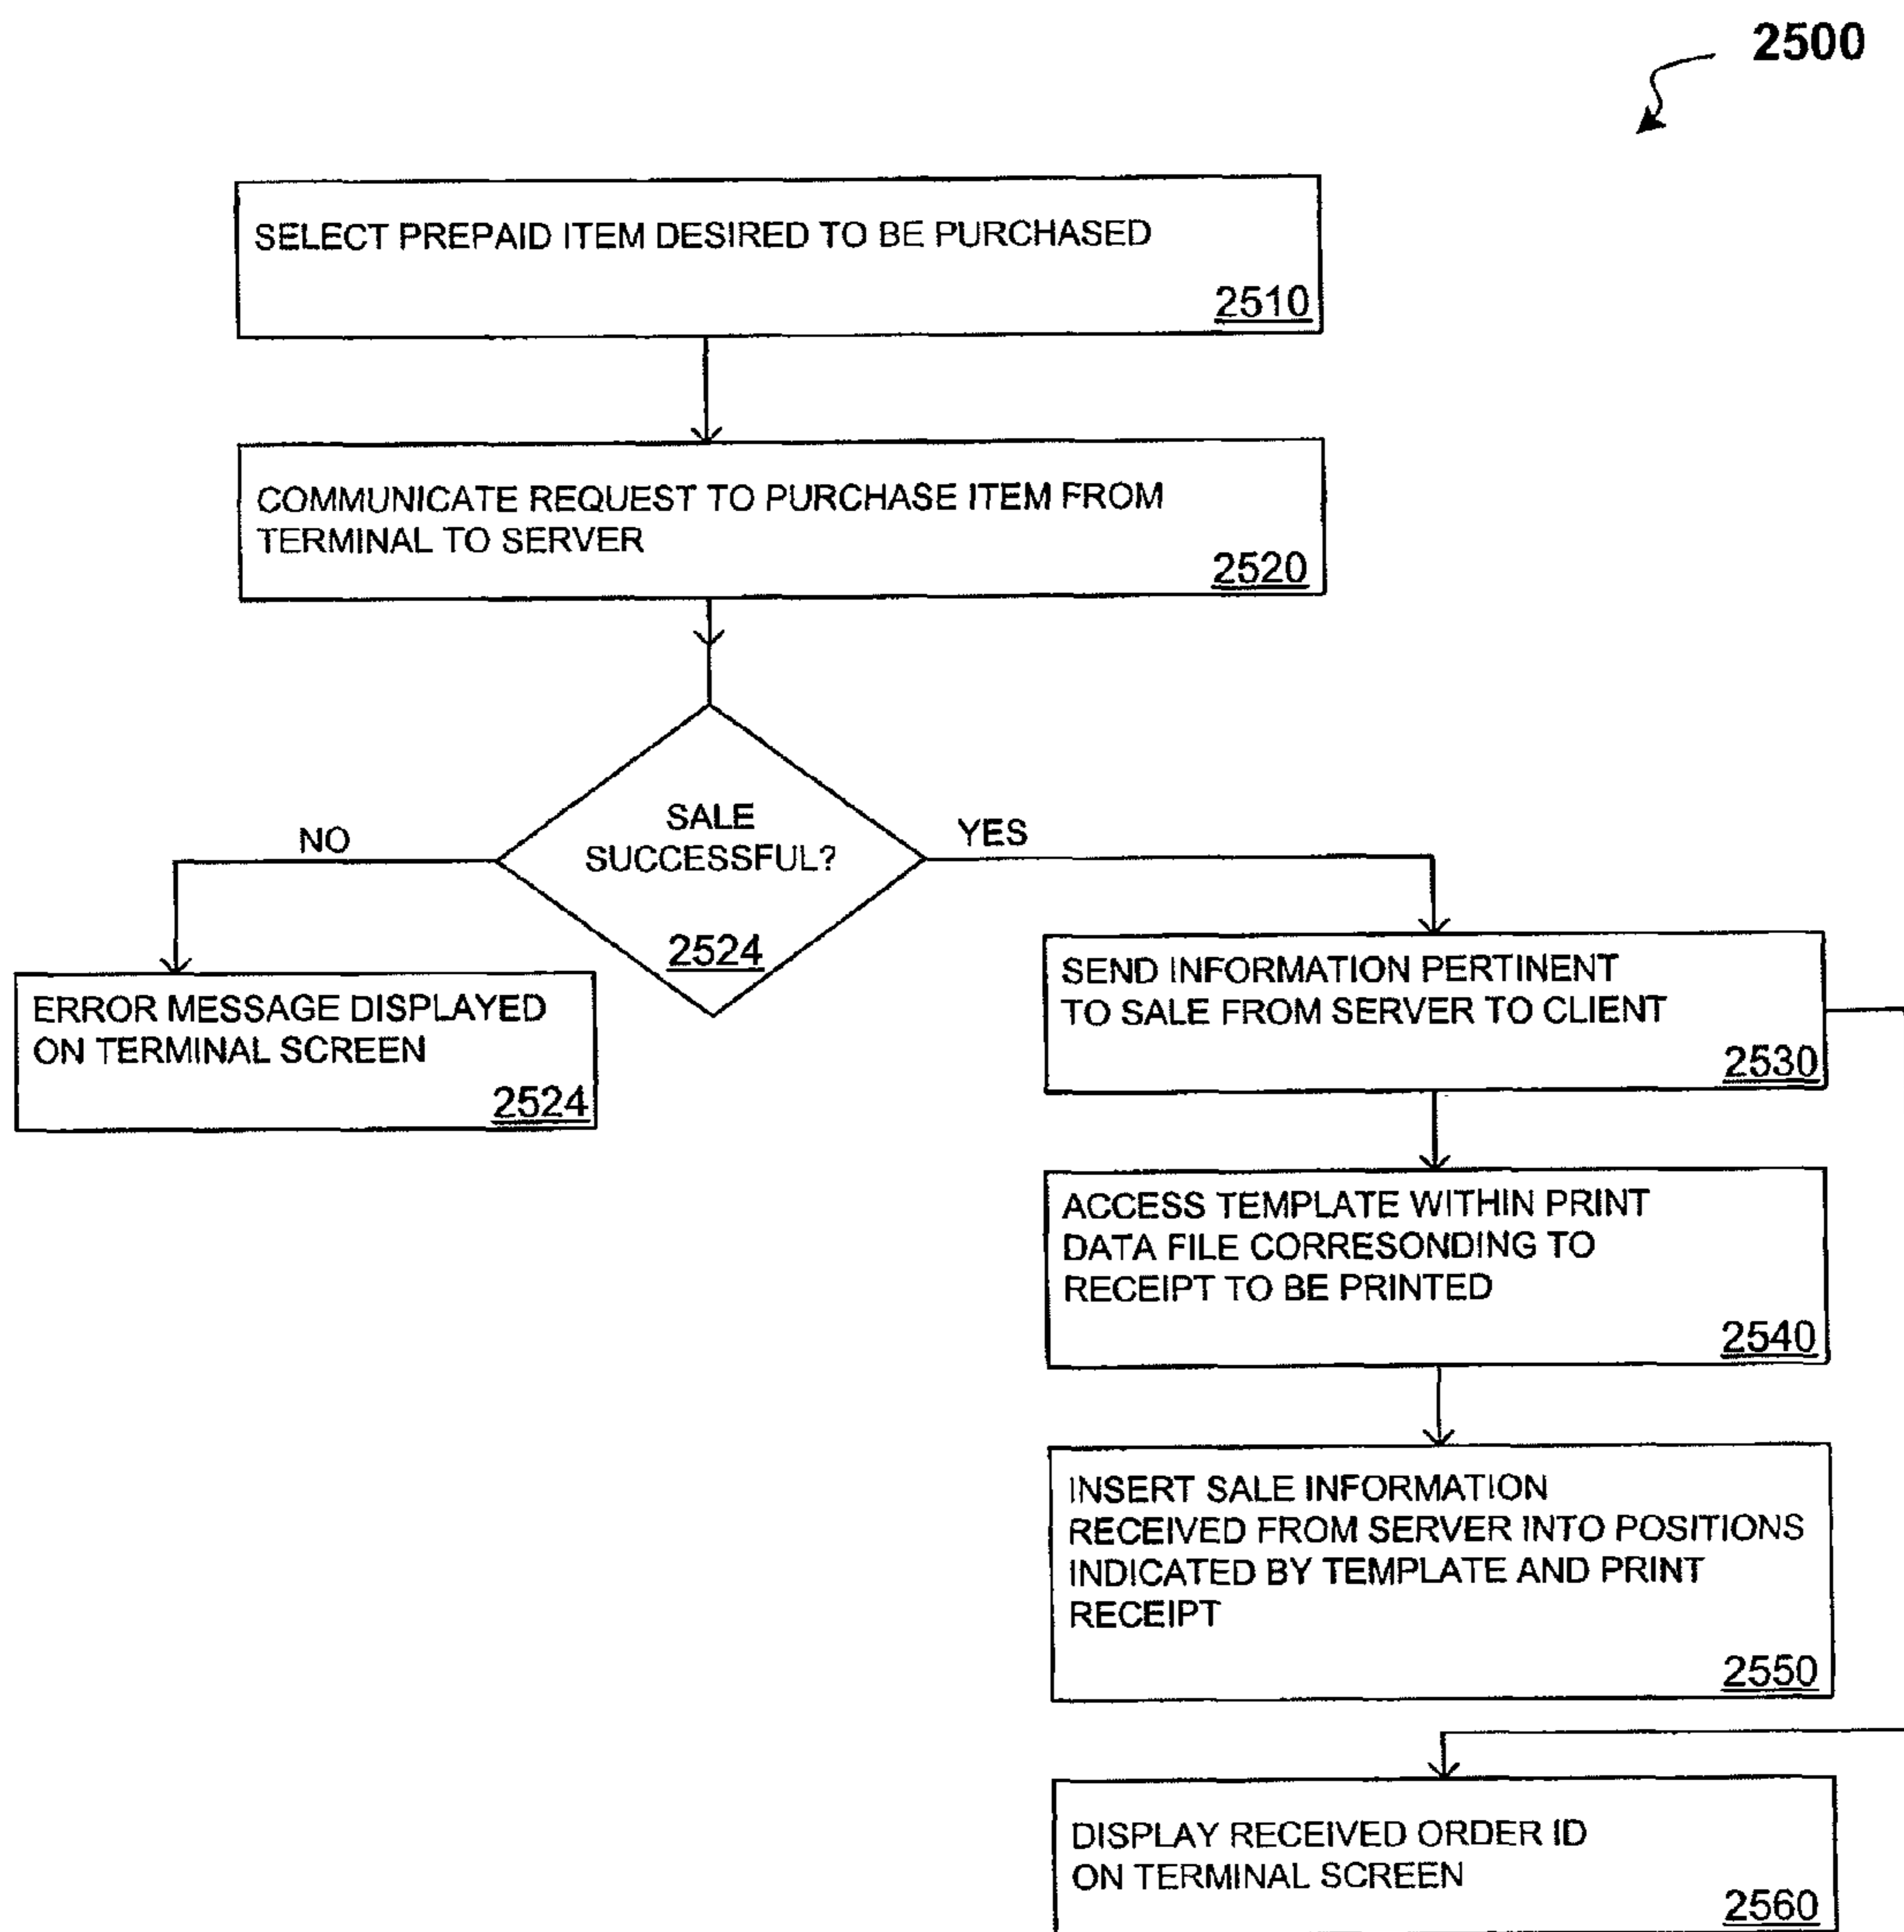 2500
SELECT PREPAID ITEM DESIRED TO BE PURCHASED
2510
COMMUNICATE REQUEST TO PURCHASE ITEM FROM
TERMINAL TO SERVER
2520
SALE
SUCCESSFUL?
2524
NO
YES
ERROR MESSAGE DISPLAYED
ON TERMINAL SCREEN
2524
SEND INFORMATION PERTINENT
TO SALE FROM SERVER TO CLIENT
2530
ACCESS TEMPLATE WITHIN PRINT
DATA FILE CORRESONDING TO
RECEIPT TO BE PRINTED
2540
INSERT SALE INFORMATION
RECEIVED FROM SERVER INTO POSITIONS
INDICATED BY TEMPLATE AND PRINT
RECEIPT
2550
DISPLAY RECEIVED ORDER ID
ON TERMINAL SCREEN
2560